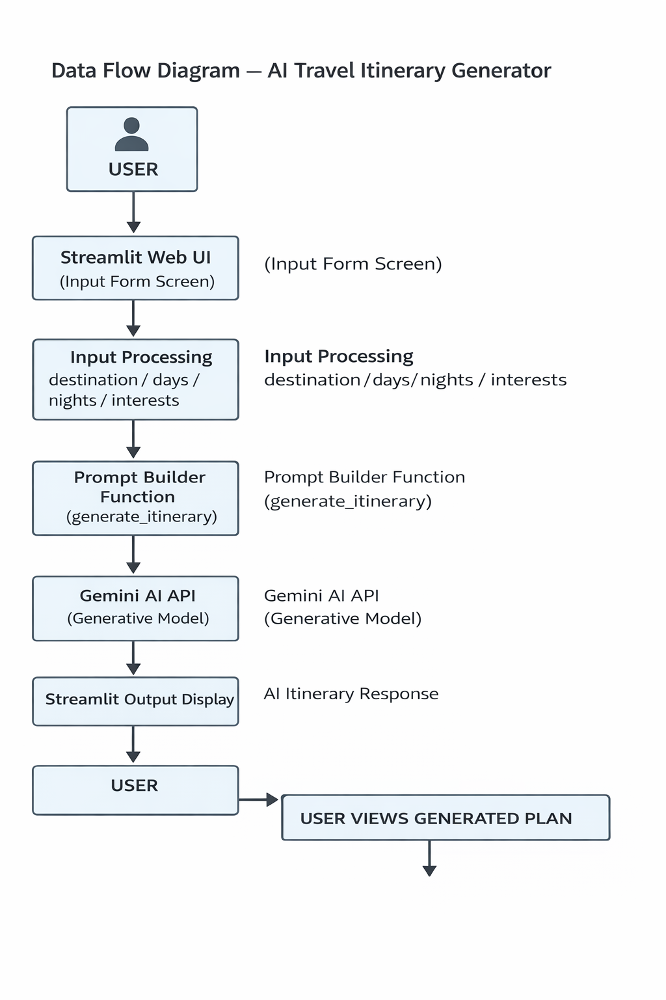 Data Flow Diagram — AI Travel Itinerary Generator
USER
Streamlit Web UI
(Input Form Screen)
(Input Form Screen)
Input Processing
destination / days /
nights / interests
Input Processing
destination / days / nights / interests
Prompt Builder
Function
(generate_itinerary)
Prompt Builder Function
(generate_itinerary)
Gemini AI API
(Generative Model)
Gemini AI API
(Generative Model)
Streamlit Output Display
AI Itinerary Response
USER
USER VIEWS GENERATED PLAN